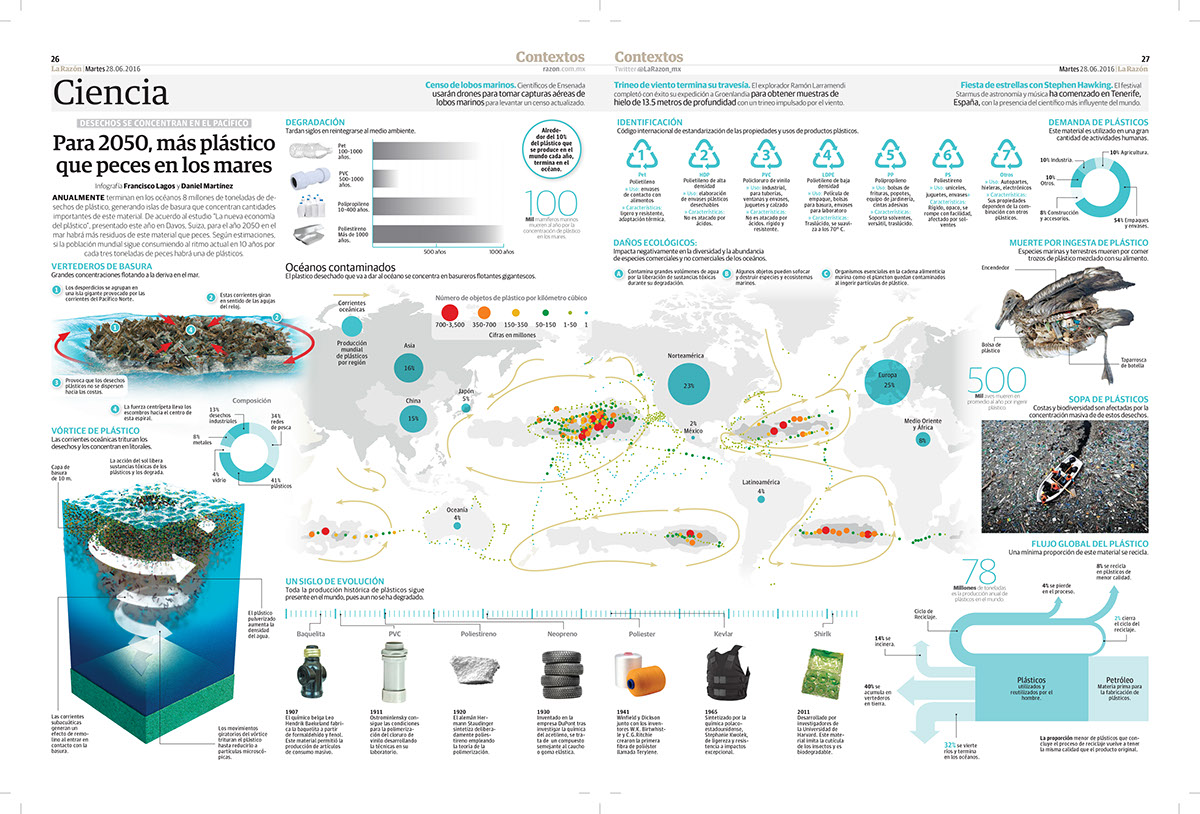 26
La Razón | Martes 28.06.2016
Contextos
razon.com.mx
Contextos
Twitter @LaRazon_mx
27
Martes 28.06.2016 | La Razón
Ciencia
Censo de lobos marinos. Científicos de Ensenada
usarán drones para tomar capturas aéreas de
lobos marinos para levantar un censo actualizado.
Trineo de viento termina su travesía. El explorador Ramón Larramendi
completó con éxito su expedición a Groenlandia para obtener muestras de
hielo de 13.5 metros de profundidad con un trineo impulsado por el viento.
Fiesta de estrellas con Stephen Hawking. El festival
Starmus de astronomía y música ha comenzado en Tenerife,
España, con la presencia del científico más influyente del mundo.
DESECHOS SE CONCENTRAN EN EL PACÍFICO
Para 2050, más plástico
que peces en los mares
Infografía Francisco Lagos y Daniel Martínez
ANUALMENTE terminan en los océanos 8 millones de toneladas de de-
sechos de plástico, generando islas de basura que concentran cantidades
importantes de este material. De acuerdo al estudio "La nueva economía
del plástico", presentado este año en Davos, Suiza, para el año 2050 en el
mar habrá más residuos de este material que peces. Según estimaciones,
si la población mundial sigue consumiendo al ritmo actual en 10 años por
cada tres toneladas de peces habrá una de plásticos.
DEGRADACIÓN
Tardan siglos en reintegrarse al medio ambiente.
Pet
100-1000
años.
PVC
500-1000
años.
Polipropileno
10-400 años.
Poliestireno
Más de 1000
años.
500 años
1000 años
Alrede-
dor del 10%
del plástico que
se produce en el
mundo cada año,
termina en el
océano.
100
Mil mamíferos marinos
mueren al año por la
concentración de plástico
en los mares.
IDENTIFICACIÓN
Código internacional de estandarización de las propiedades y usos de productos plásticos.
1
Pet
Polietileno
» Uso: envases
de contacto con
alimentos
» Características:
ligero y resistente,
adaptación térmica.
2
HDP
Polietileno de alta
densidad
» Uso: elaboración
de envases plásticos
desechables
» Características:
No es atacado por
ácidos.
3
PVC
Policloruro de vinilo
» Uso: industrial,
para tuberías,
ventanas y envases,
juguetes y calzado
» Características:
No es atacado por
ácidos, rígido y
resistente.
4
LDPE
Polietileno de baja
densidad
» Uso: Película de
empaque, bolsas
para basura, envases
para laboratorio
» Características:
Traslúcido, se suavi-
za a los 70° C.
5
PP
Polipropileno
» Uso: bolsas de
frituras, popotes,
equipo de jardinería,
cintas adesivas
» Características:
Soporta solventes,
versátil, traslúcido.
6
PS
Poliestireno
» Uso: uniceles,
juguetes, envases
Características:
Rígido, opaco, se
rompe con facilidad,
afectado por sol-
ventes
7
Otros
» Uso: Autopartes,
hieleras, electrónicos
» Características:
Sus propiedades
dependen de la com-
binación con otros
plásticos.
DEMANDA DE PLÁSTICOS
Este material es utilizado en una gran
cantidad de actividades humanas.
10% Agricultura.
10% Industria.
10%
Otros.
8% Construcción
y accesorios.
54% Empaques
y envases.
DAÑOS ECOLÓGICOS:
Impacta negativamente en la diversidad y la abundancia
de especies comerciales y no comerciales de los océanos.
A
Contamina grandes volúmenes de agua
por la liberación de sustancias tóxicas
durante su degradación.
B
Algunos objetos pueden sofocar
y destruir especies y ecosistemas
marinos.
C
Organismos esenciales en la cadena alimenticia
marina como el plancton quedan contaminados
al ingerir partículas de plástico.
MUERTE POR INGESTA DE PLÁSTICO
Especies marinas y terrestres mueren por comer
trozos de plástico mezclado con su alimento.
Encendedor
Bolsa de
plástico
Taparrosca
de botella
500
Mil aves mueren en
promedio al año por ingerir
plástico.
VERTEDEROS DE BASURA
Grandes concentraciones flotando a la deriva en el mar.
1
Los desperdicios se agrupan en
una isla gigante provocado por las
corrientes del Pacífico Norte.
2
Estas corrientes giran
en sentido de las agujas
del reloj.
1
4
2
3
Provoca que los desechos
plásticos no se dispersen
hacia las costas.
4
La fuerza centrípeta lleva los
escombros hacia el centro de
esta espiral.
Composición
13%
desechos
industriales
34%
redes
de pesca
8%
metales
4%
vidrio
41%
plásticos
Océanos contaminados
El plástico desechado que va a dar al océano se concentra en basureros flotantes gigantescos.
Corrientes
oceánicas
Producción
mundial
de plásticos
por región
Número de objetos de plástico por kilómetro cúbico
700-3,500
350-700
150-350
50-150
1-50
1
Cifras en millones
Asia
16%
China
15%
Japón
5%
Norteamérica
23%
2%
México
Europa
25%
Medio Oriente
y África
8%
Latinoamérica
4%
Oceanía
4%
SOPA DE PLÁSTICOS
Costas y biodiversidad son afectadas por la
concentración masiva de de estos desechos.
VÓRTICE DE PLÁSTICO
Las corrientes oceánicas trituran los
desechos y los concentran en litorales.
Capa de
basura
de 10 m.
La acción del sol libera
sustancias tóxicas de los
plásticos y los degrada.
El plástico
pulverizado
aumenta la
densidad
del agua.
Las corrientes
subacuáticas
generan un
efecto de remo-
lino al entrar en
contacto con la
basura.
Los movimientos
giratorios del vórtice
trituran el plástico
hasta reducirlo a
partículas microscó-
picas.
UN SIGLO DE EVOLUCIÓN
Toda la producción histórica de plásticos sigue
presente en el mundo, pues aun no se ha degradado.
Baquelita
PVC
Poliestireno
Neopreno
Poliester
Kevlar
Shirlk
1907
El químico belga Leo
Hendrik Baekeland fabri-
ca la baquelita a partir
de formaldehído y fenol.
Este material permitió la
producción de artículos
de consumo masivo.
1911
Ostrominlensky con-
sigue las condiciones
para la polimeriza-
ción del cloruro de
vinilo desarrollando
la técnicas en su
laboratorio.
1920
El alemán Her-
mann Staudinger
sintetiza delibera-
damente polies-
tireno empleando
la teoría de la
polimerización.
1930
Inventado en la
empresa DuPont tras
investigar la química
del acetileno, se tra-
ta de un compuesto
semejante al caucho
o goma elástica.
1941
Winfield y Dickson
junto con los inven-
tores W.K. Birtwhist-
le y C.G. Ritchie
crearon la primera
fibra de poliéster
llamada Terylene.
1965
Sintetizado por la
química polaco-
estadounidense,
Stephanie Kwolek,
de ligereza y resis-
tencia a impactos
excepcional.
2011
Desarrollado por
investigadores de
la Universidad de
Harvard. Este mate-
rial imita la cutícula
de los insectos y es
biodegradable.
FLUJO GLOBAL DEL PLÁSTICO
Una mínima proporción de este material se recicla.
78
Millones de toneladas
es la producción anual de
plásticos en el mundo
8% se recicla
en plásticos de
menor calidad.
4% se pierde
en el proceso.
2% cierra
el ciclo del
reciclaje.
Ciclo de
Reciclaje.
14% se
incinera.
40% se
acumula en
vertederos
en tierra.
32% se vierte
ríos y termina
en los océanos.
Plásticos
utilizados y
reutilizados por el
hombre.
Petróleo
Materia prima para
la fabricación de
plásticos.
La proporción menor de plásticos que con-
cluye el proceso de reciclaje vuelve a tener
la misma calidad que el producto original.